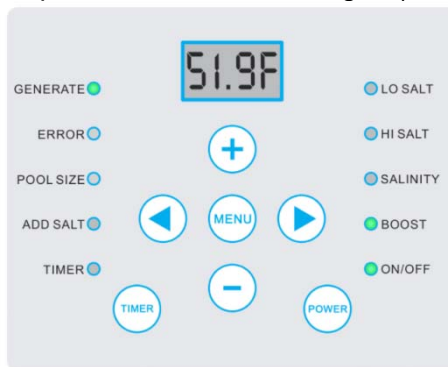 51.9F
GENERATE
LO SALT
ERROR
HI SALT
+
POOL SIZE
SALINITY
ADD SALT
MENU
BOOST
TIMER
ON/OFF
−
TIMER
POWER